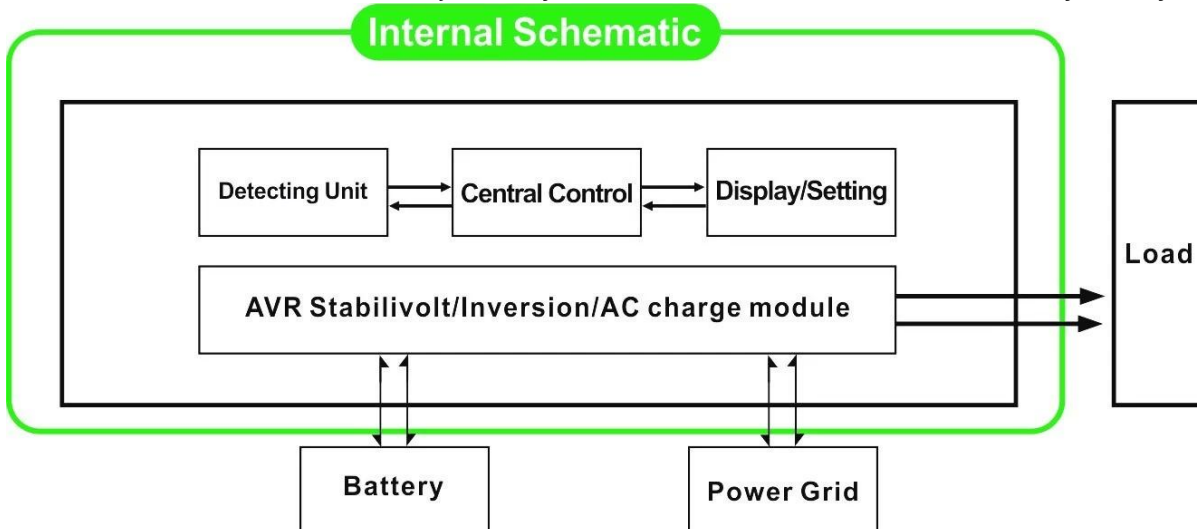 Internal Schematic
Detecting Unit
Central Control
Display/Setting
Load
AVR Stabilivolt/Inversion/AC charge module
Battery
Power Grid